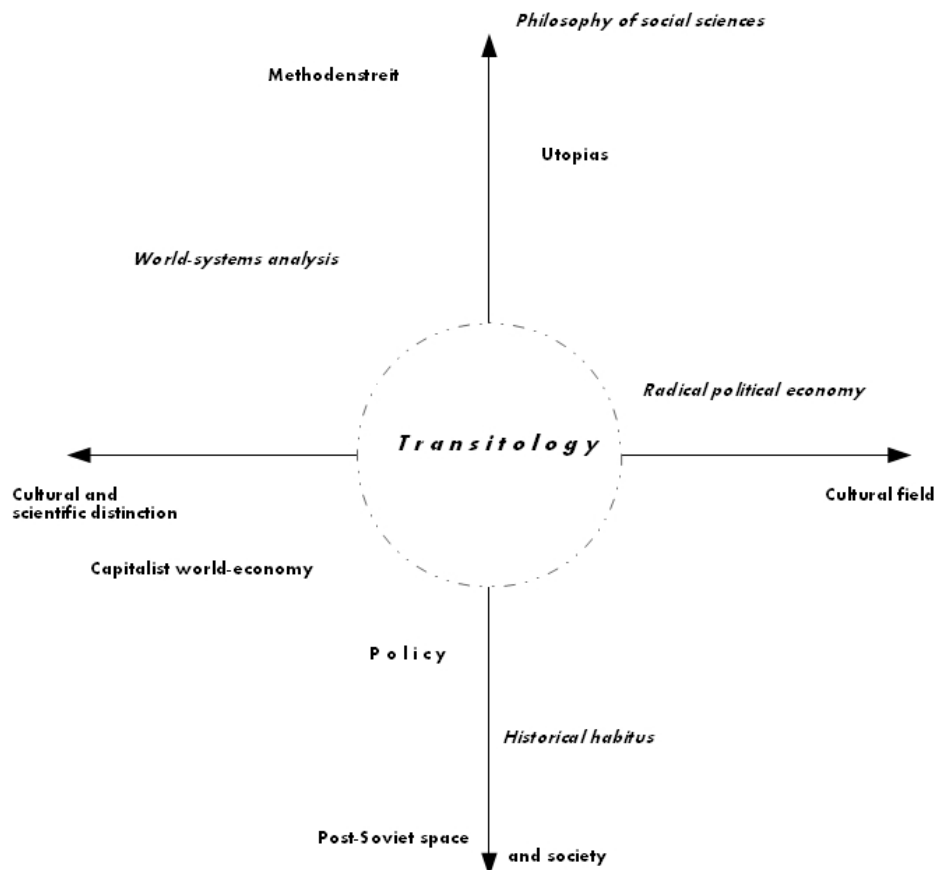 Philosophy of social sciences
Methodenstreit
Utopias
World-systems analysis
Radical political economy
Transitology
Cultural and
scientific distinction
Cultural field
Capitalist world-economy
Policy
Historical habitus
Post-Soviet space
and society